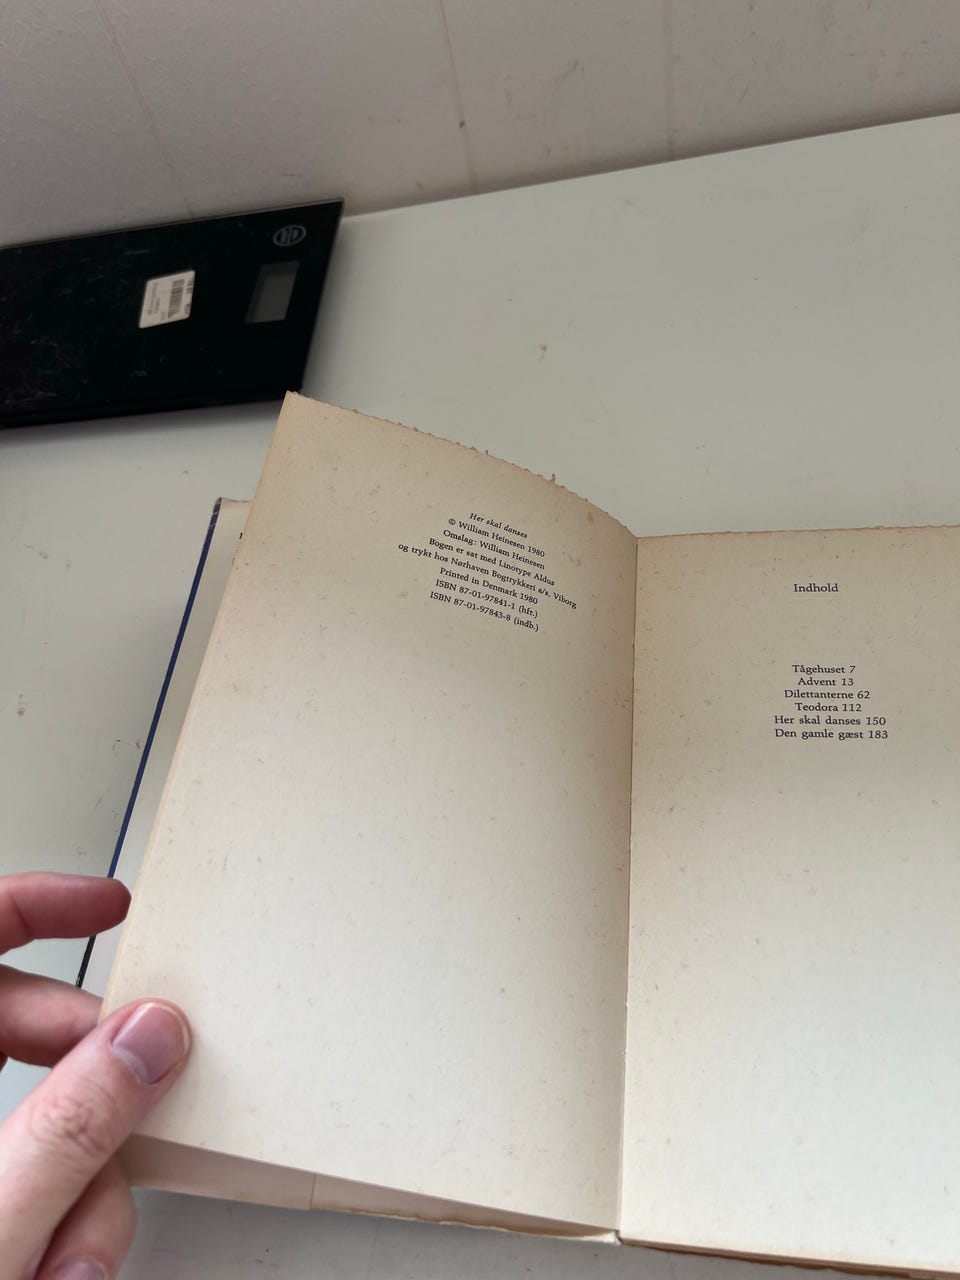 Her skal danses
© William Heinesen 1980
Omslag: William Heinesen
Bogen er sat med Linotype Aldus
og trykt hos Nørhaven Bogtrykkeri a/s, Viborg
Printed in Denmark 1980
ISBN 87-01-97841-1 (hft.)
ISBN 87-01-97843-8 (indb.)
Indhold
Tågehuset 7
Advent 13
Dilettanterne 62
Teodora 112
Her skal danses 150
Den gamle gæst 183